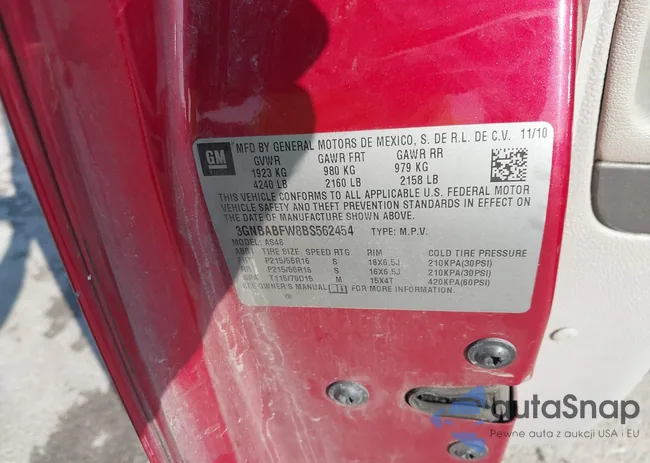 GM
MFD BY GENERAL MOTORS DE MEXICO, S. DE R.L. DE C.V. 11/10
GVWR GAWR FRT GAWR RR
1923 KG 980 KG 979 KG
4240 LB 2160 LB 2158 LB
THIS VEHICLE CONFORMS TO ALL APPLICABLE U.S. FEDERAL MOTOR
VEHICLE SAFETY AND THEFT PREVENTION STANDARDS IN EFFECT ON
THE DATE OF MANUFACTURE SHOWN ABOVE.
3GNBABFW8BS562454 TYPE: M.P.V.
MODEL: AS46
TIRE SIZE SPEED RTG RIM COLD TIRE PRESSURE
FRT P215/55R16 S 16X6.5J 210KPA(30PSI)
RR P215/55R16 S 16X6.5J 210KPA(30PSI)
SPA T115/70D15 M 15X4T 420KPA(60PSI)
SEE OWNER'S MANUAL FOR MORE INFORMATION.
autaSnap
Pewne auta z aukcji USA i EU